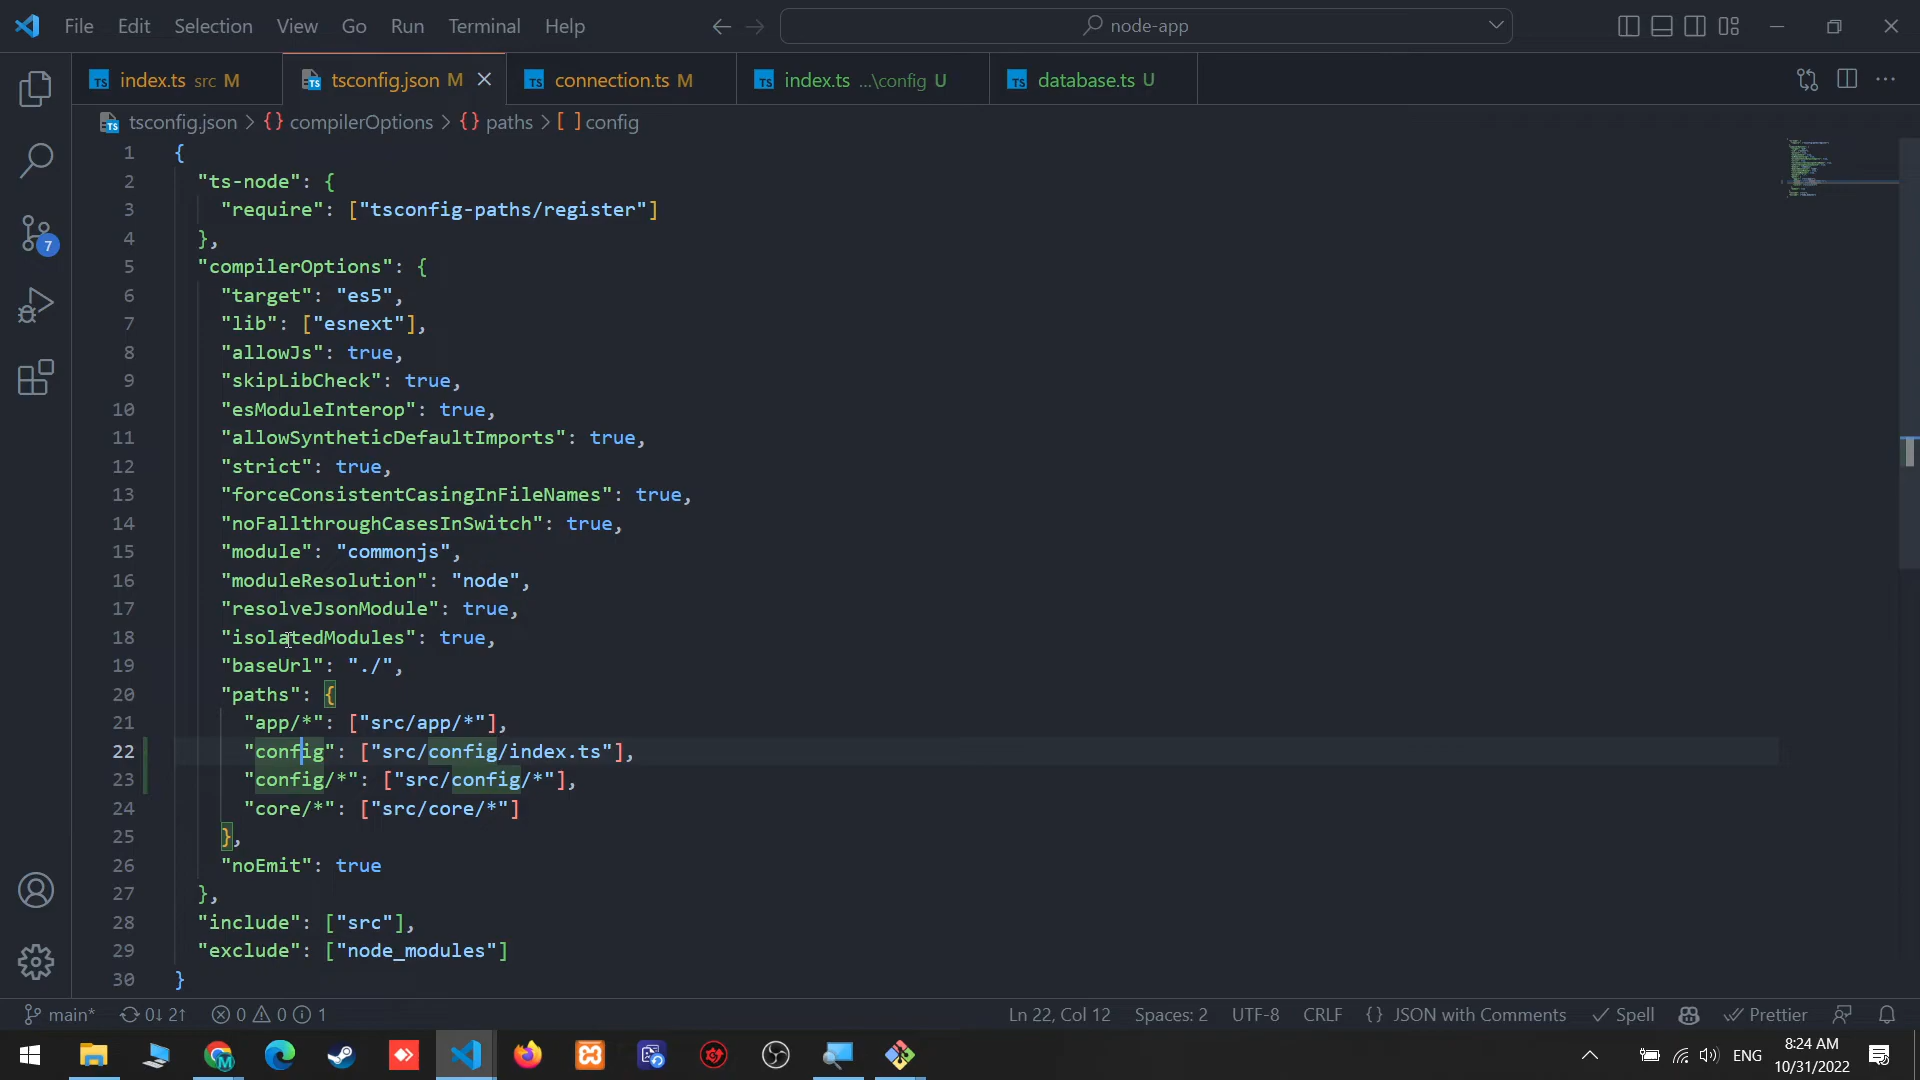 File Edit Selection View Go Run Terminal Help node-app
index.ts src M tsconfig.json M connection.ts M index.ts ...\config U database.ts U
tsconfig.json > {} compilerOptions > {} paths > [ ] config
1 {
2 "ts-node": {
3 "require": ["tsconfig-paths/register"]
4 },
5 "compilerOptions": {
6 "target": "es5",
7 "lib": ["esnext"],
8 "allowJs": true,
9 "skipLibCheck": true,
10 "esModuleInterop": true,
11 "allowSyntheticDefaultImports": true,
12 "strict": true,
13 "forceConsistentCasingInFileNames": true,
14 "noFallthroughCasesInSwitch": true,
15 "module": "commonjs",
16 "moduleResolution": "node",
17 "resolveJsonModule": true,
18 "isolatedModules": true,
19 "baseUrl": "./",
20 "paths": {
21 "app/*": ["src/app/*"],
22 "config": ["src/config/index.ts"],
23 "config/*": ["src/config/*"],
24 "core/*": ["src/core/*"]
25 },
26 "noEmit": true
27 },
28 "include": ["src"],
29 "exclude": ["node_modules"]
30 }
7
main* 0↓ 2↑ 0 0 1 Ln 22, Col 12 Spaces: 2 UTF-8 CRLF {} JSON with Comments Spell Prettier
ENG 8:24 AM
10/31/2022